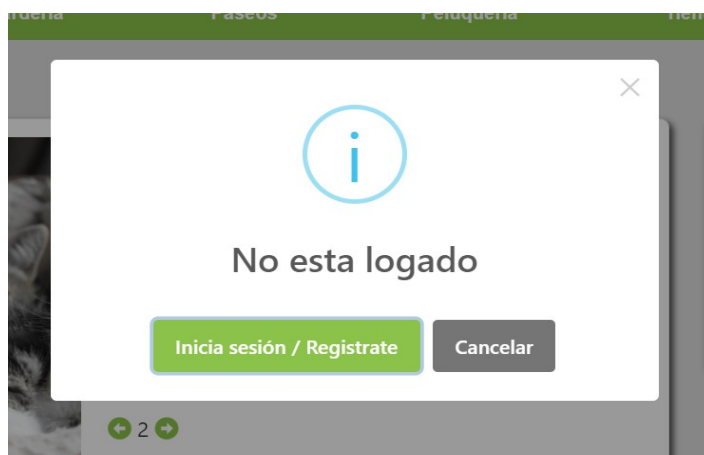 Paseos
Peluquería
No esta logado
Inicia sesión / Registrate
Cancelar
2